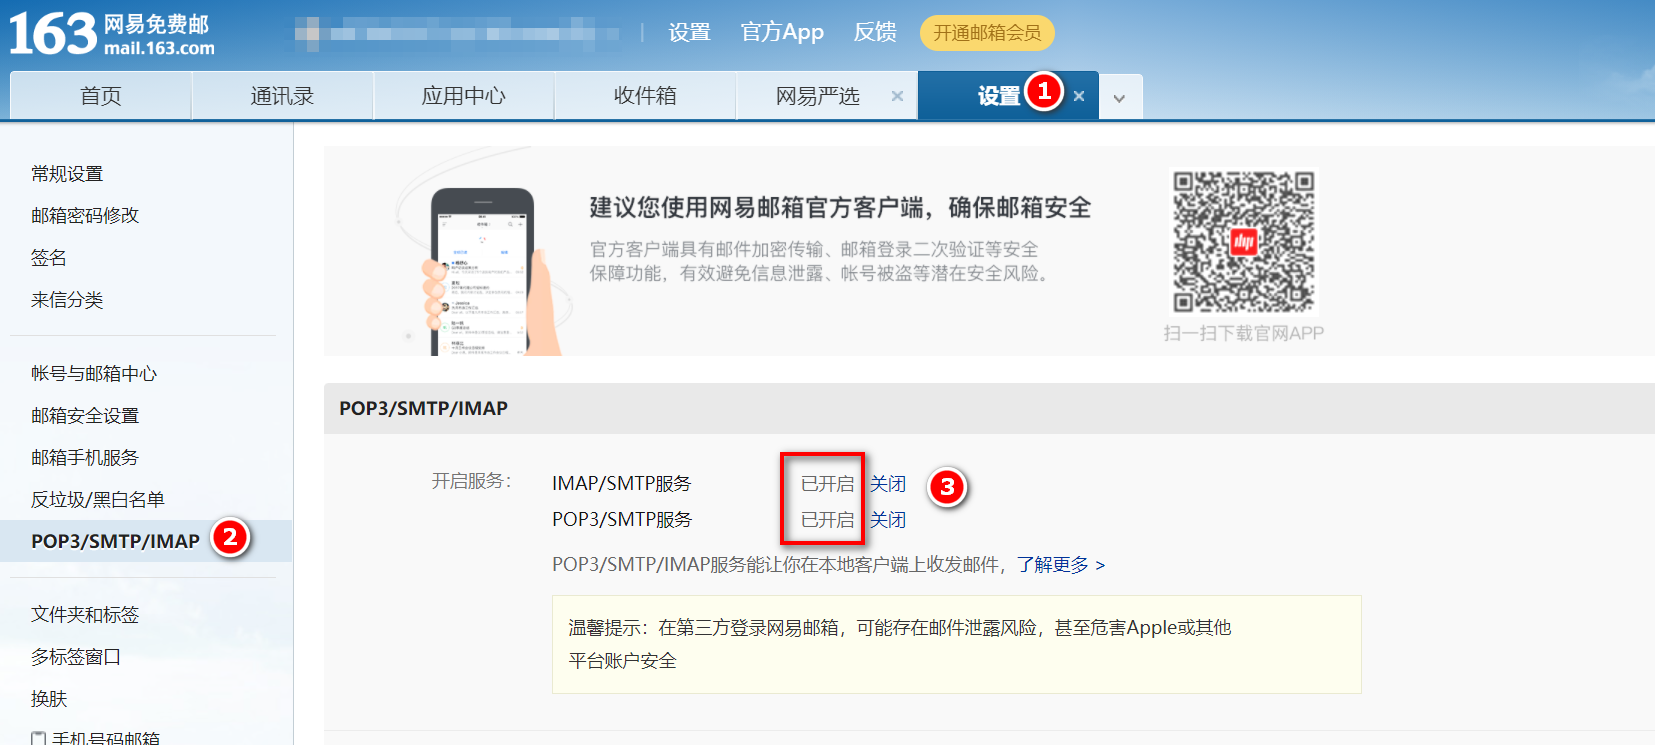 163 网易免费邮
mail.163.com
设置 官方App 反馈 开通邮箱会员
首页 通讯录 应用中心 收件箱 网易严选 × 设置 1 ×
常规设置
邮箱密码修改
签名
来信分类
帐号与邮箱中心
邮箱安全设置
邮箱手机服务
反垃圾/黑白名单
POP3/SMTP/IMAP 2
文件夹和标签
多标签窗口
换肤
手机号码邮箱
建议您使用网易邮箱官方客户端，确保邮箱安全
官方客户端具有邮件加密传输、邮箱登录二次验证等安全
保障功能，有效避免信息泄露、帐号被盗等潜在安全风险。
扫一扫下载官网APP
POP3/SMTP/IMAP
开启服务： IMAP/SMTP服务 已开启 关闭 3
POP3/SMTP服务 已开启 关闭
POP3/SMTP/IMAP服务能让你在本地客户端上收发邮件，了解更多 >
温馨提示：在第三方登录网易邮箱，可能存在邮件泄露风险，甚至危害Apple或其他
平台账户安全